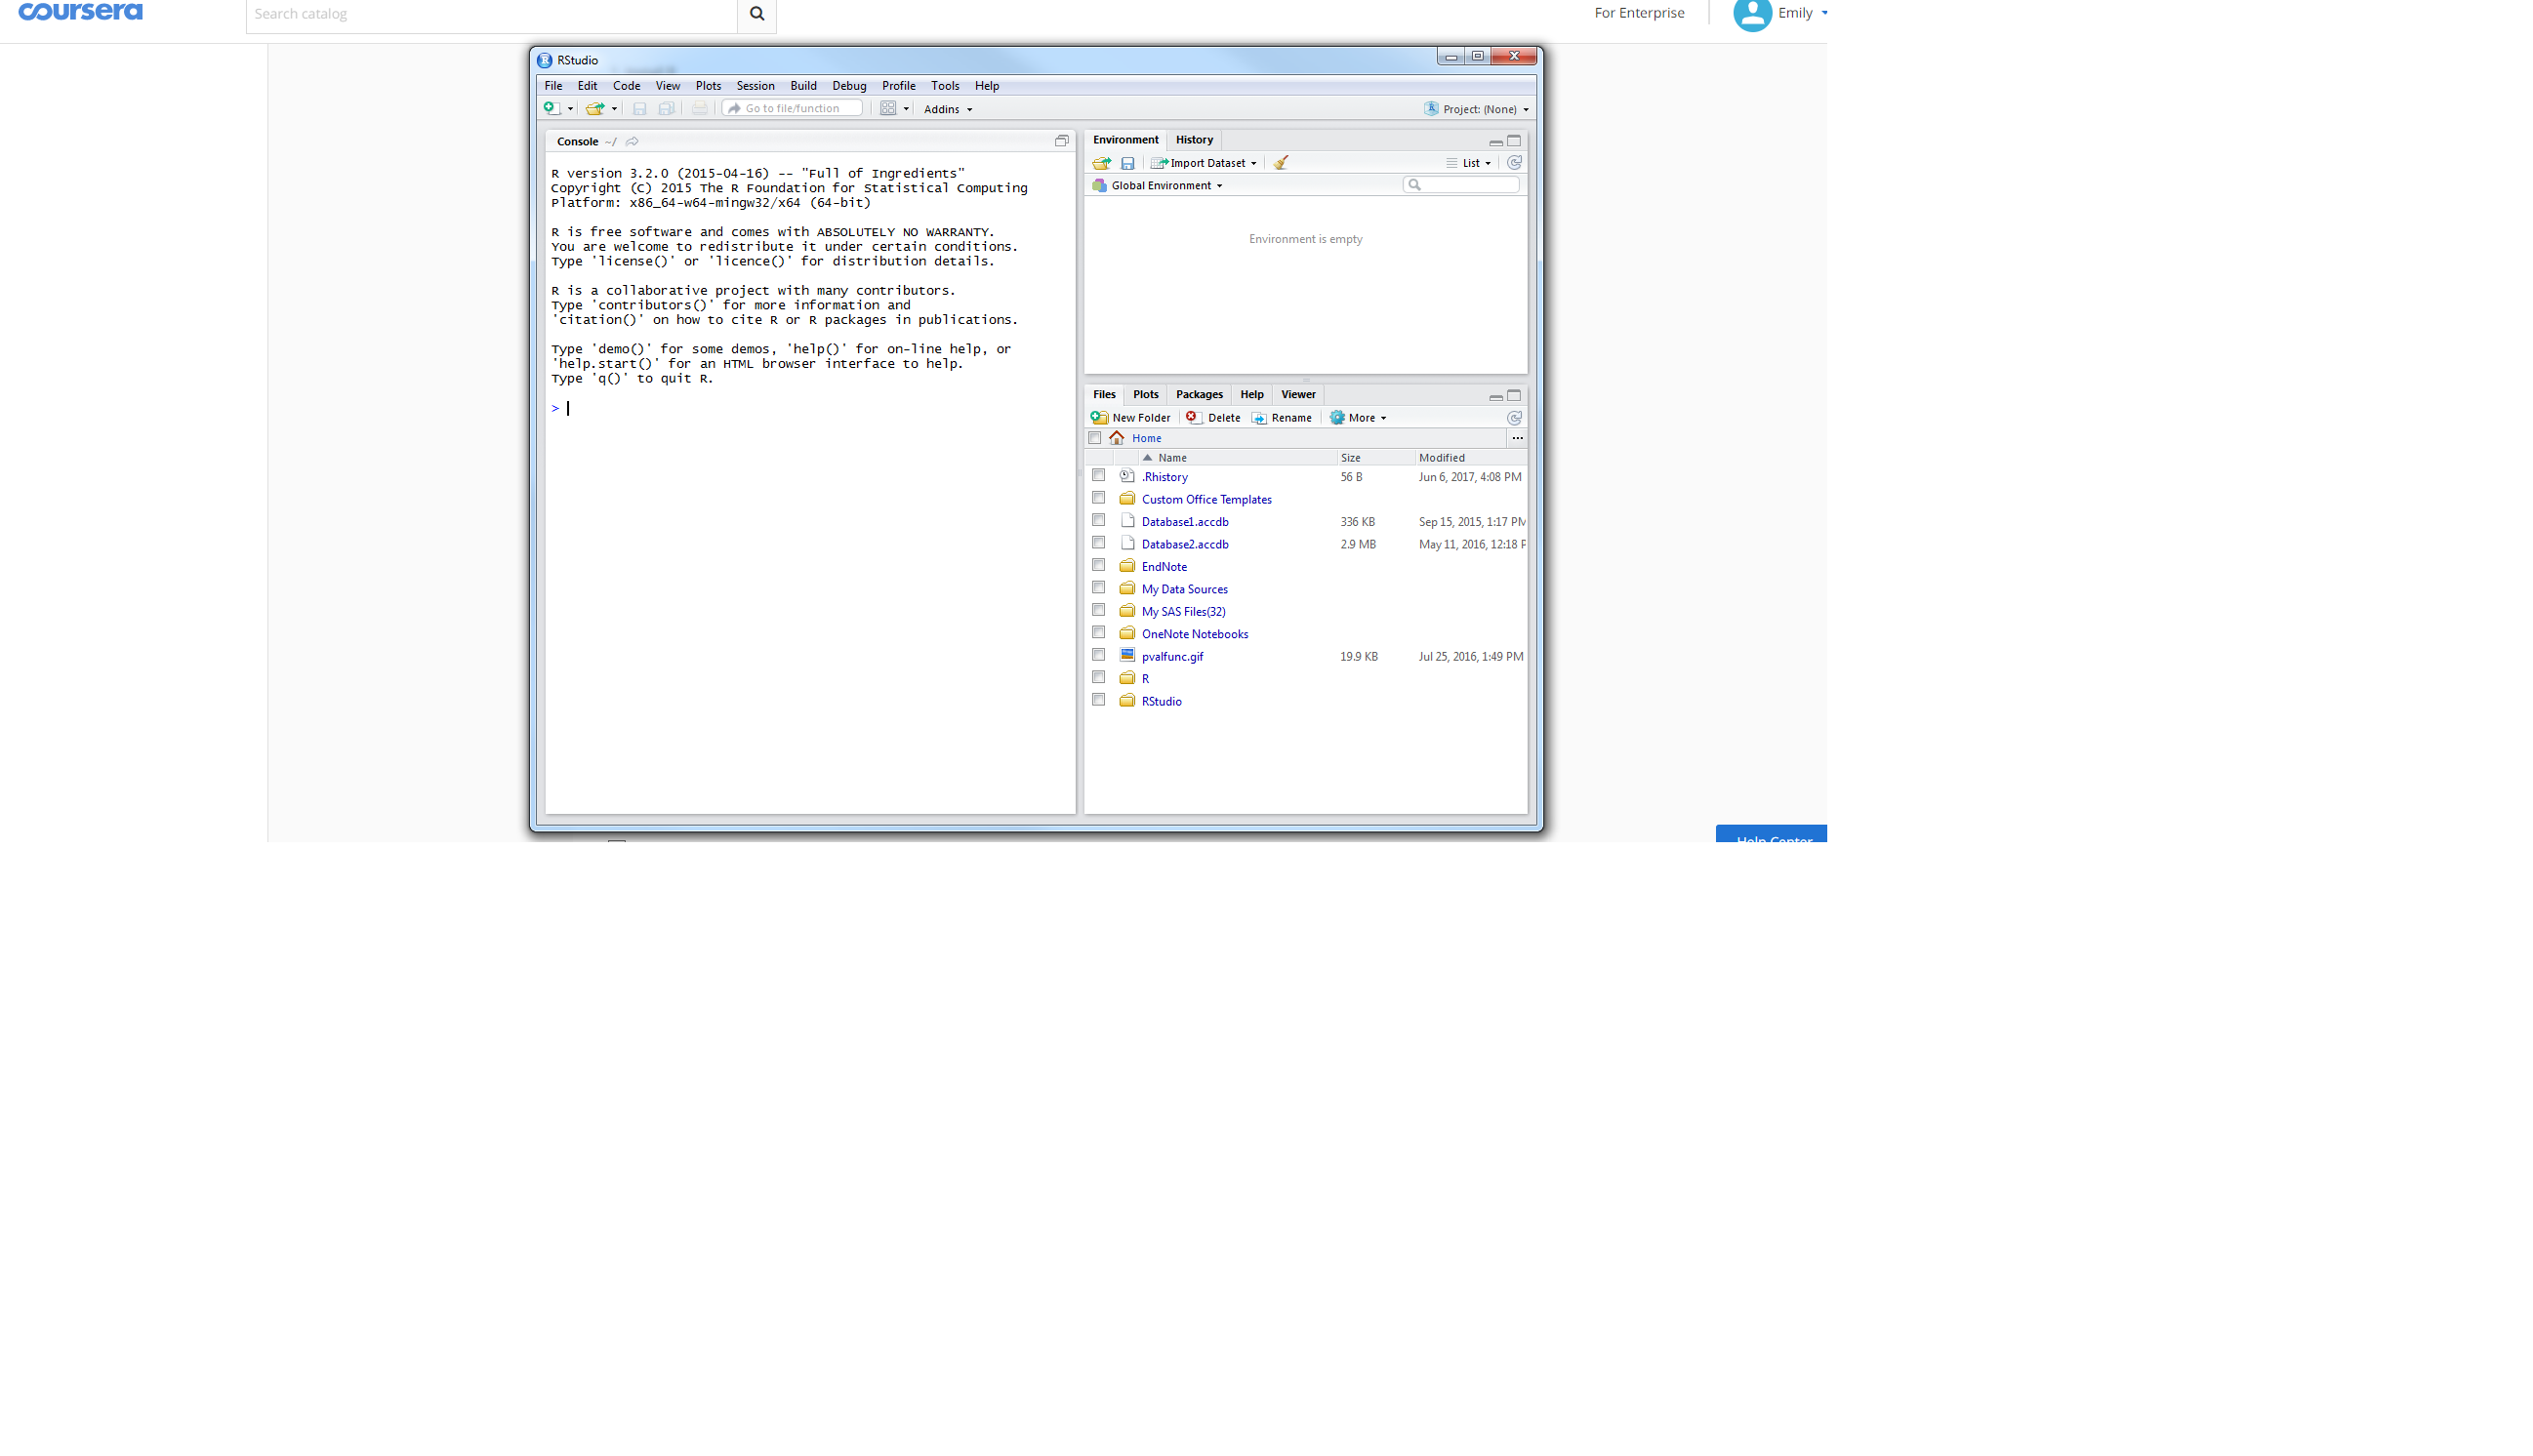 coursera
Search catalog
For Enterprise
Emily
RStudio
File Edit Code View Plots Session Build Debug Profile Tools Help
Go to file/function
Addins
Project: (None)
Console ~/
R version 3.2.0 (2015-04-16) -- "Full of Ingredients"
Copyright (C) 2015 The R Foundation for Statistical Computing
Platform: x86_64-w64-mingw32/x64 (64-bit)
R is free software and comes with ABSOLUTELY NO WARRANTY.
You are welcome to redistribute it under certain conditions.
Type 'license()' or 'licence()' for distribution details.
R is a collaborative project with many contributors.
Type 'contributors()' for more information and
'citation()' on how to cite R or R packages in publications.
Type 'demo()' for some demos, 'help()' for on-line help, or
'help.start()' for an HTML browser interface to help.
Type 'q()' to quit R.
>
Environment History
Import Dataset
List
Global Environment
Environment is empty
Files Plots Packages Help Viewer
New Folder Delete Rename More
Home
...
Name Size Modified
.Rhistory 56 B Jun 6, 2017, 4:08 PM
Custom Office Templates
Database1.accdb 336 KB Sep 15, 2015, 1:17 PM
Database2.accdb 2.9 MB May 11, 2016, 12:18 P
EndNote
My Data Sources
My SAS Files(32)
OneNote Notebooks
pvalfunc.gif 19.9 KB Jul 25, 2016, 1:49 PM
R
RStudio
Help Center